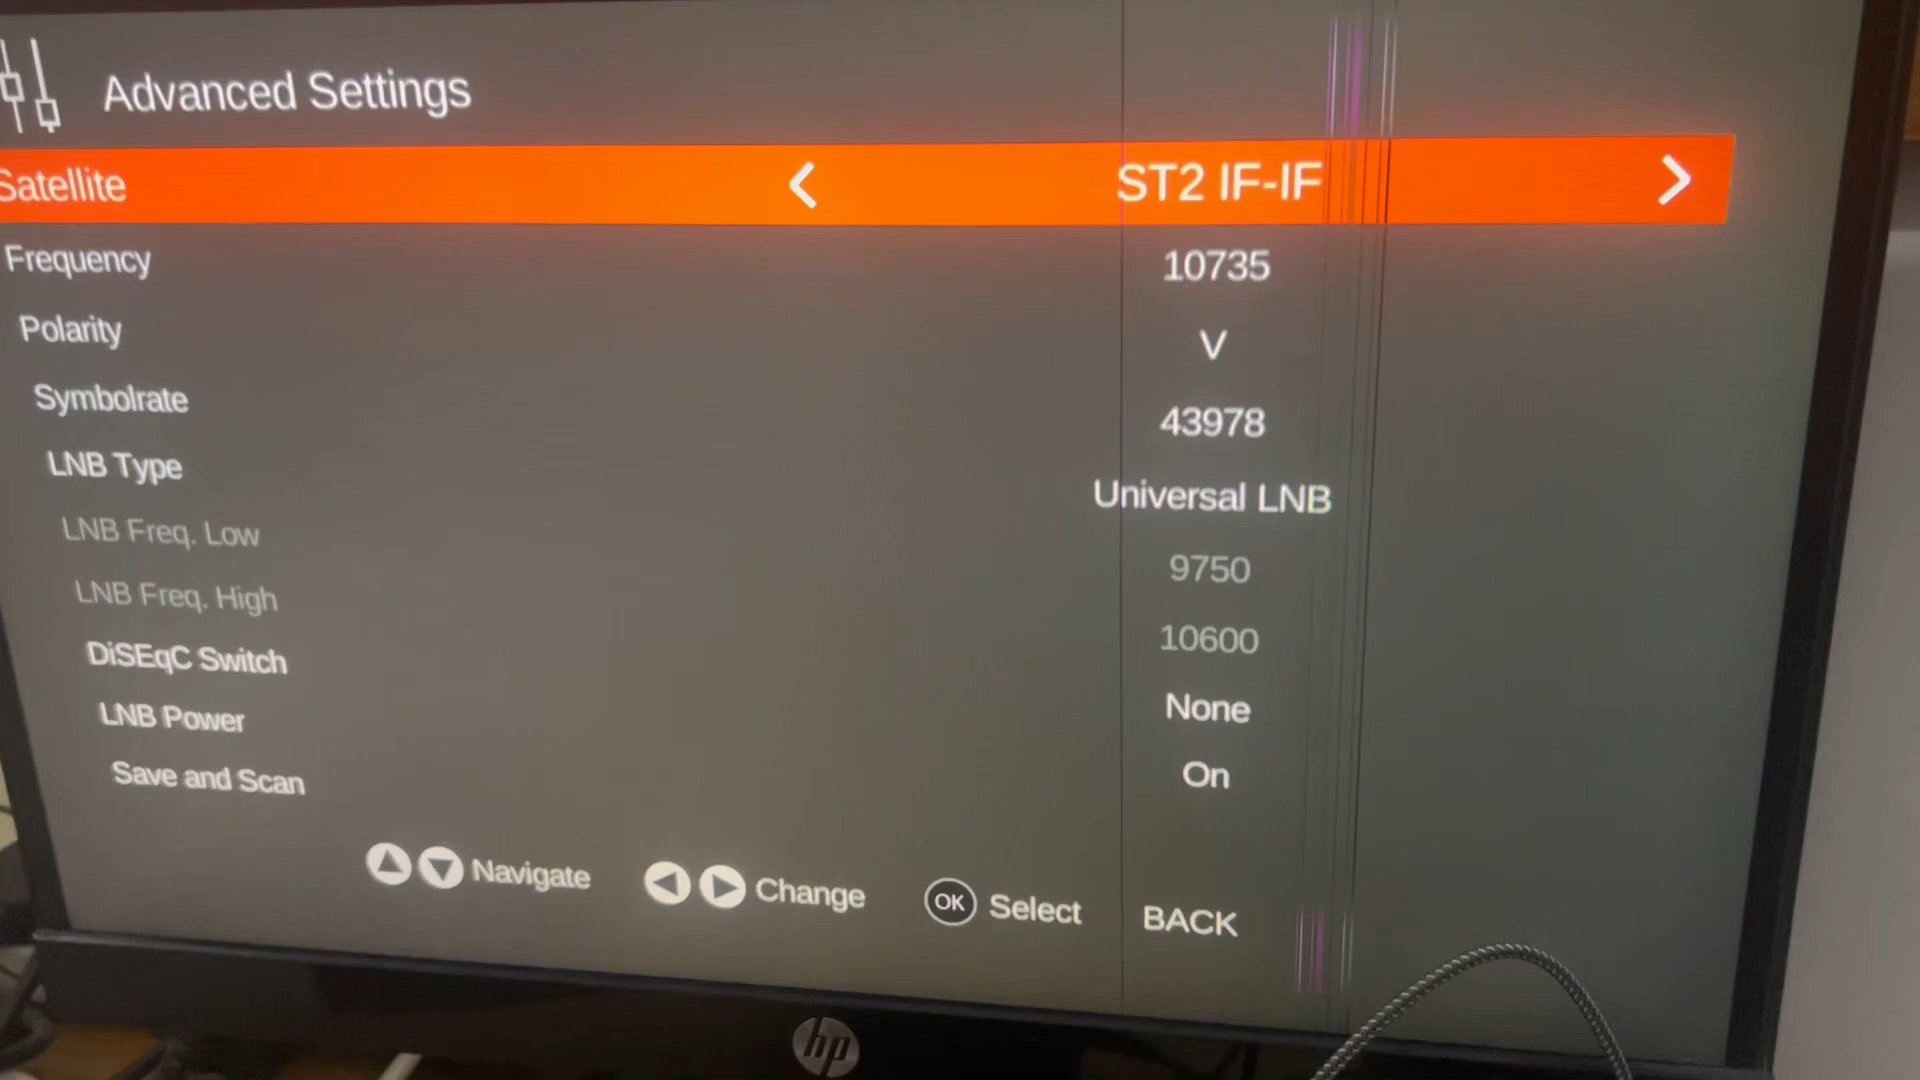 Advanced Settings
Satellite ST2 IF-IF
Frequency 10735
Polarity V
Symbolrate 43978
LNB Type Universal LNB
LNB Freq. Low 9750
LNB Freq. High 10600
DiSEqC Switch None
LNB Power On
Save and Scan
Navigate Change OK Select BACK
hp